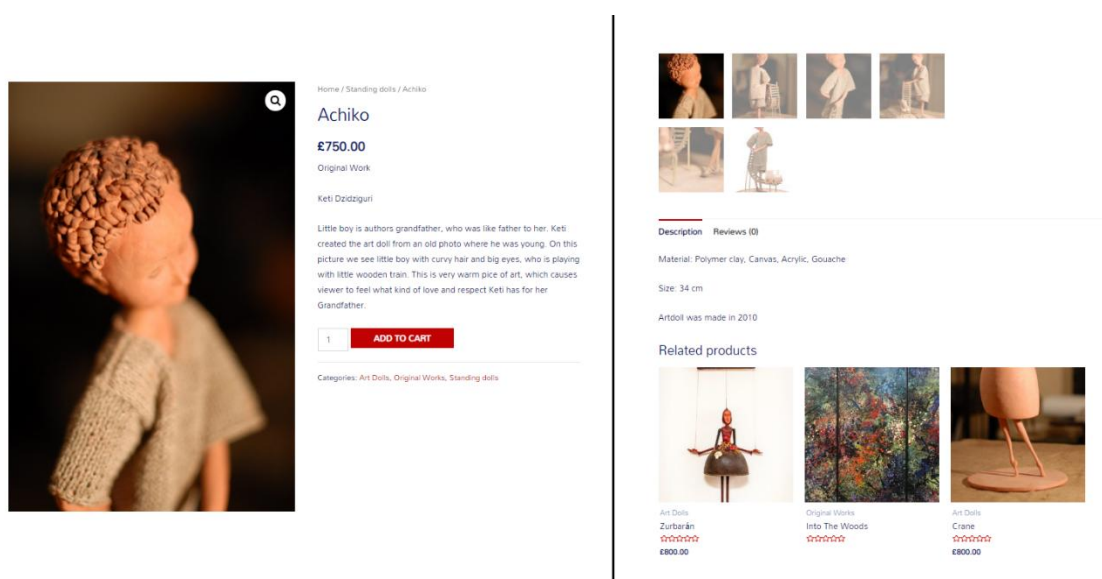 Home / Standing dolls / Achiko
Achiko
£750.00
Original Work
Keti Dzidziguri
Little boy is authors grandfather, who was like father to her. Keti
created the art doll from an old photo where he was young. On this
picture we see little boy with curvy hair and big eyes, who is playing
with little wooden train. This is very warm pice of art, which causes
viewer to feel what kind of love and respect Keti has for her
Grandfather.
1
ADD TO CART
Categories: Art Dolls, Original Works, Standing dolls
Description Reviews (0)
Material: Polymer clay, Canvas, Acrylic, Gouache
Size: 34 cm
Artdoll was made in 2010
Related products
Art Dolls
Zurbarán
£800.00
Original Works
Into The Woods
Art Dolls
Crane
£800.00